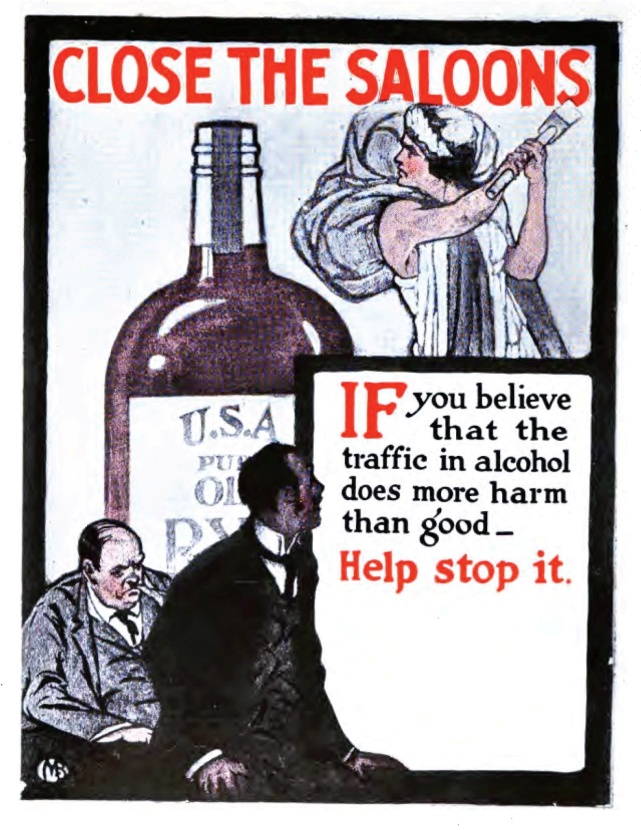 CLOSE THE SALOONS
U.S.A
IF you believe
that the
traffic in alcohol
does more harm
than good –
Help stop it.